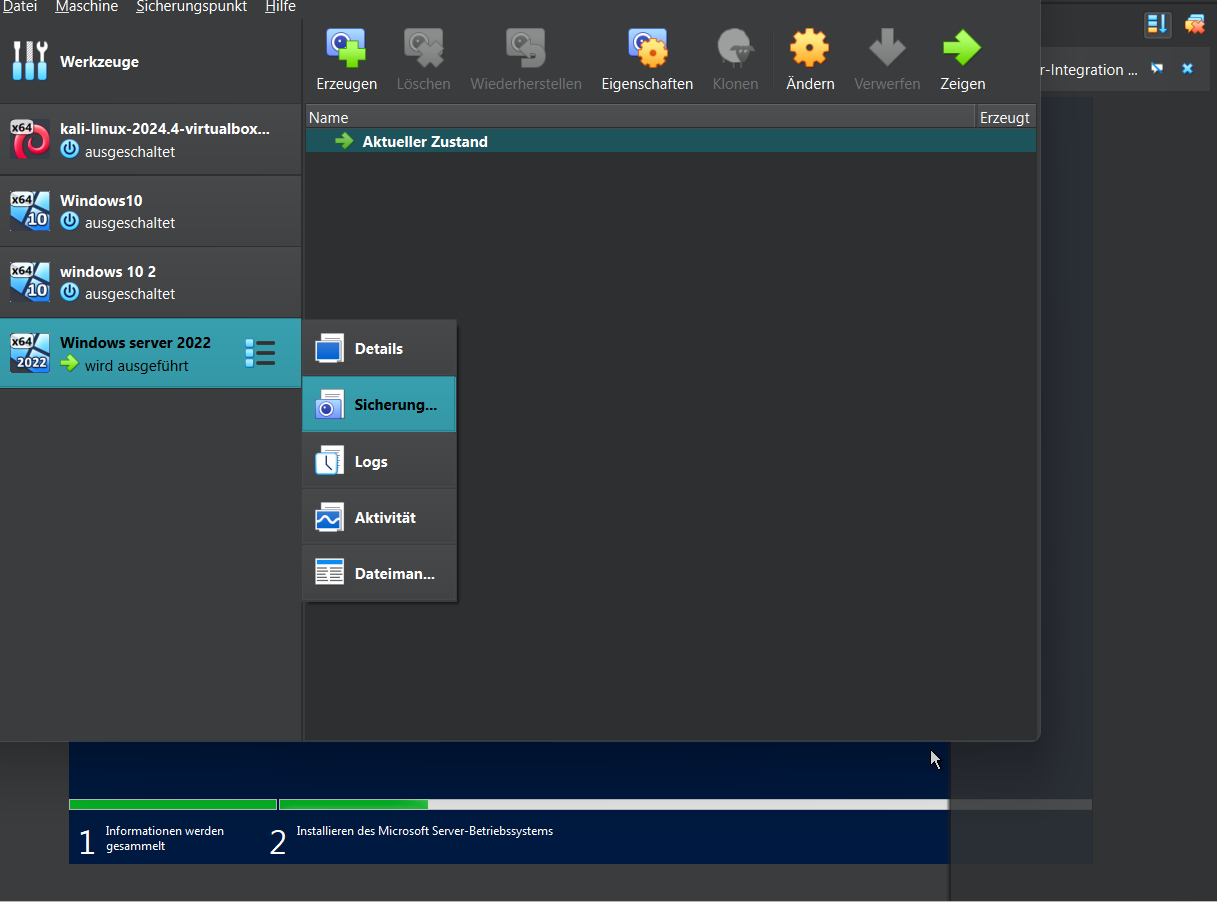 Datei Maschine Sicherungspunkt Hilfe
Werkzeuge
Erzeugen Löschen Wiederherstellen Eigenschaften Klonen Ändern Verwerfen Zeigen
r-Integration ...
Name Erzeugt
Aktueller Zustand
x64
kali-linux-2024.4-virtualbox...
ausgeschaltet
x64
10
Windows10
ausgeschaltet
x64
10
windows 10 2
ausgeschaltet
x64
2022
Windows server 2022
wird ausgeführt
Details
Sicherung...
Logs
Aktivität
Dateiman...
1 Informationen werden
gesammelt
2 Installieren des Microsoft Server-Betriebssystems